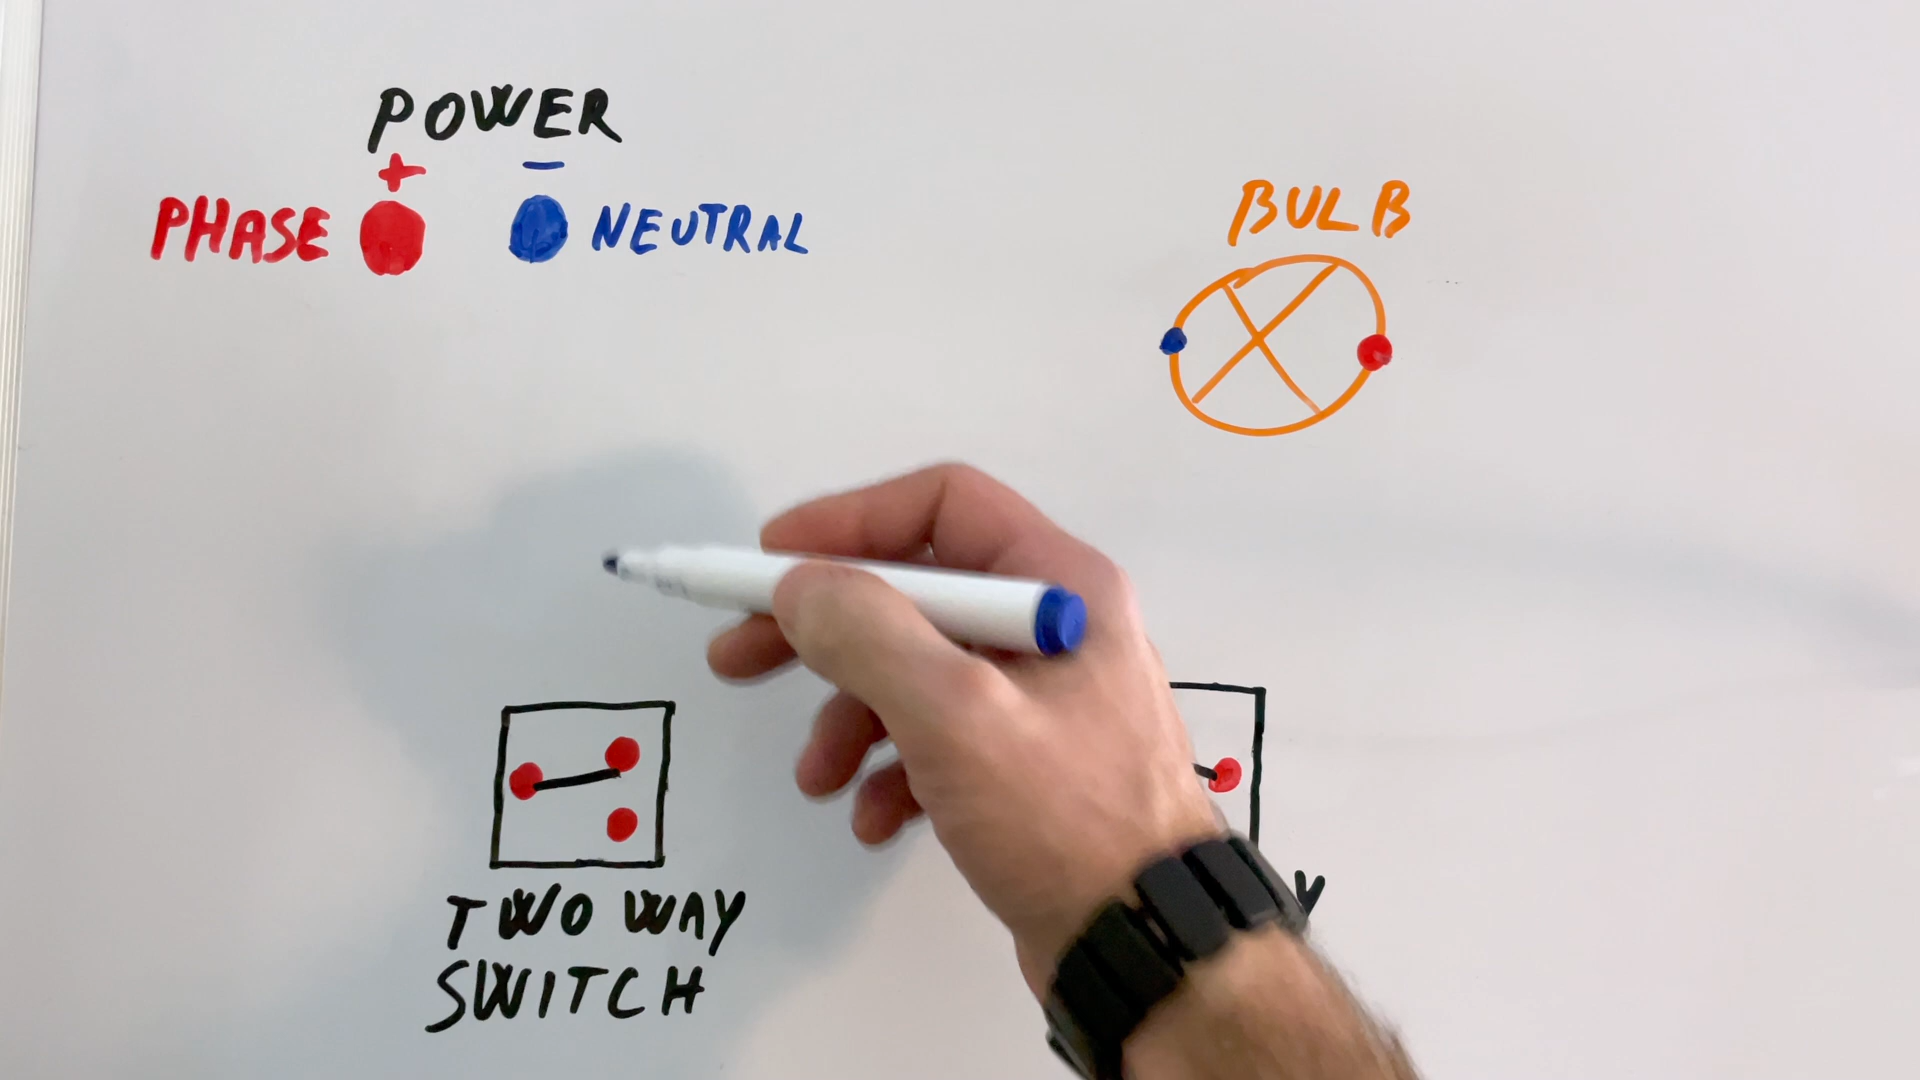 POWER
+ -
PHASE NEUTRAL
BULB
TWO WAY
SWITCH